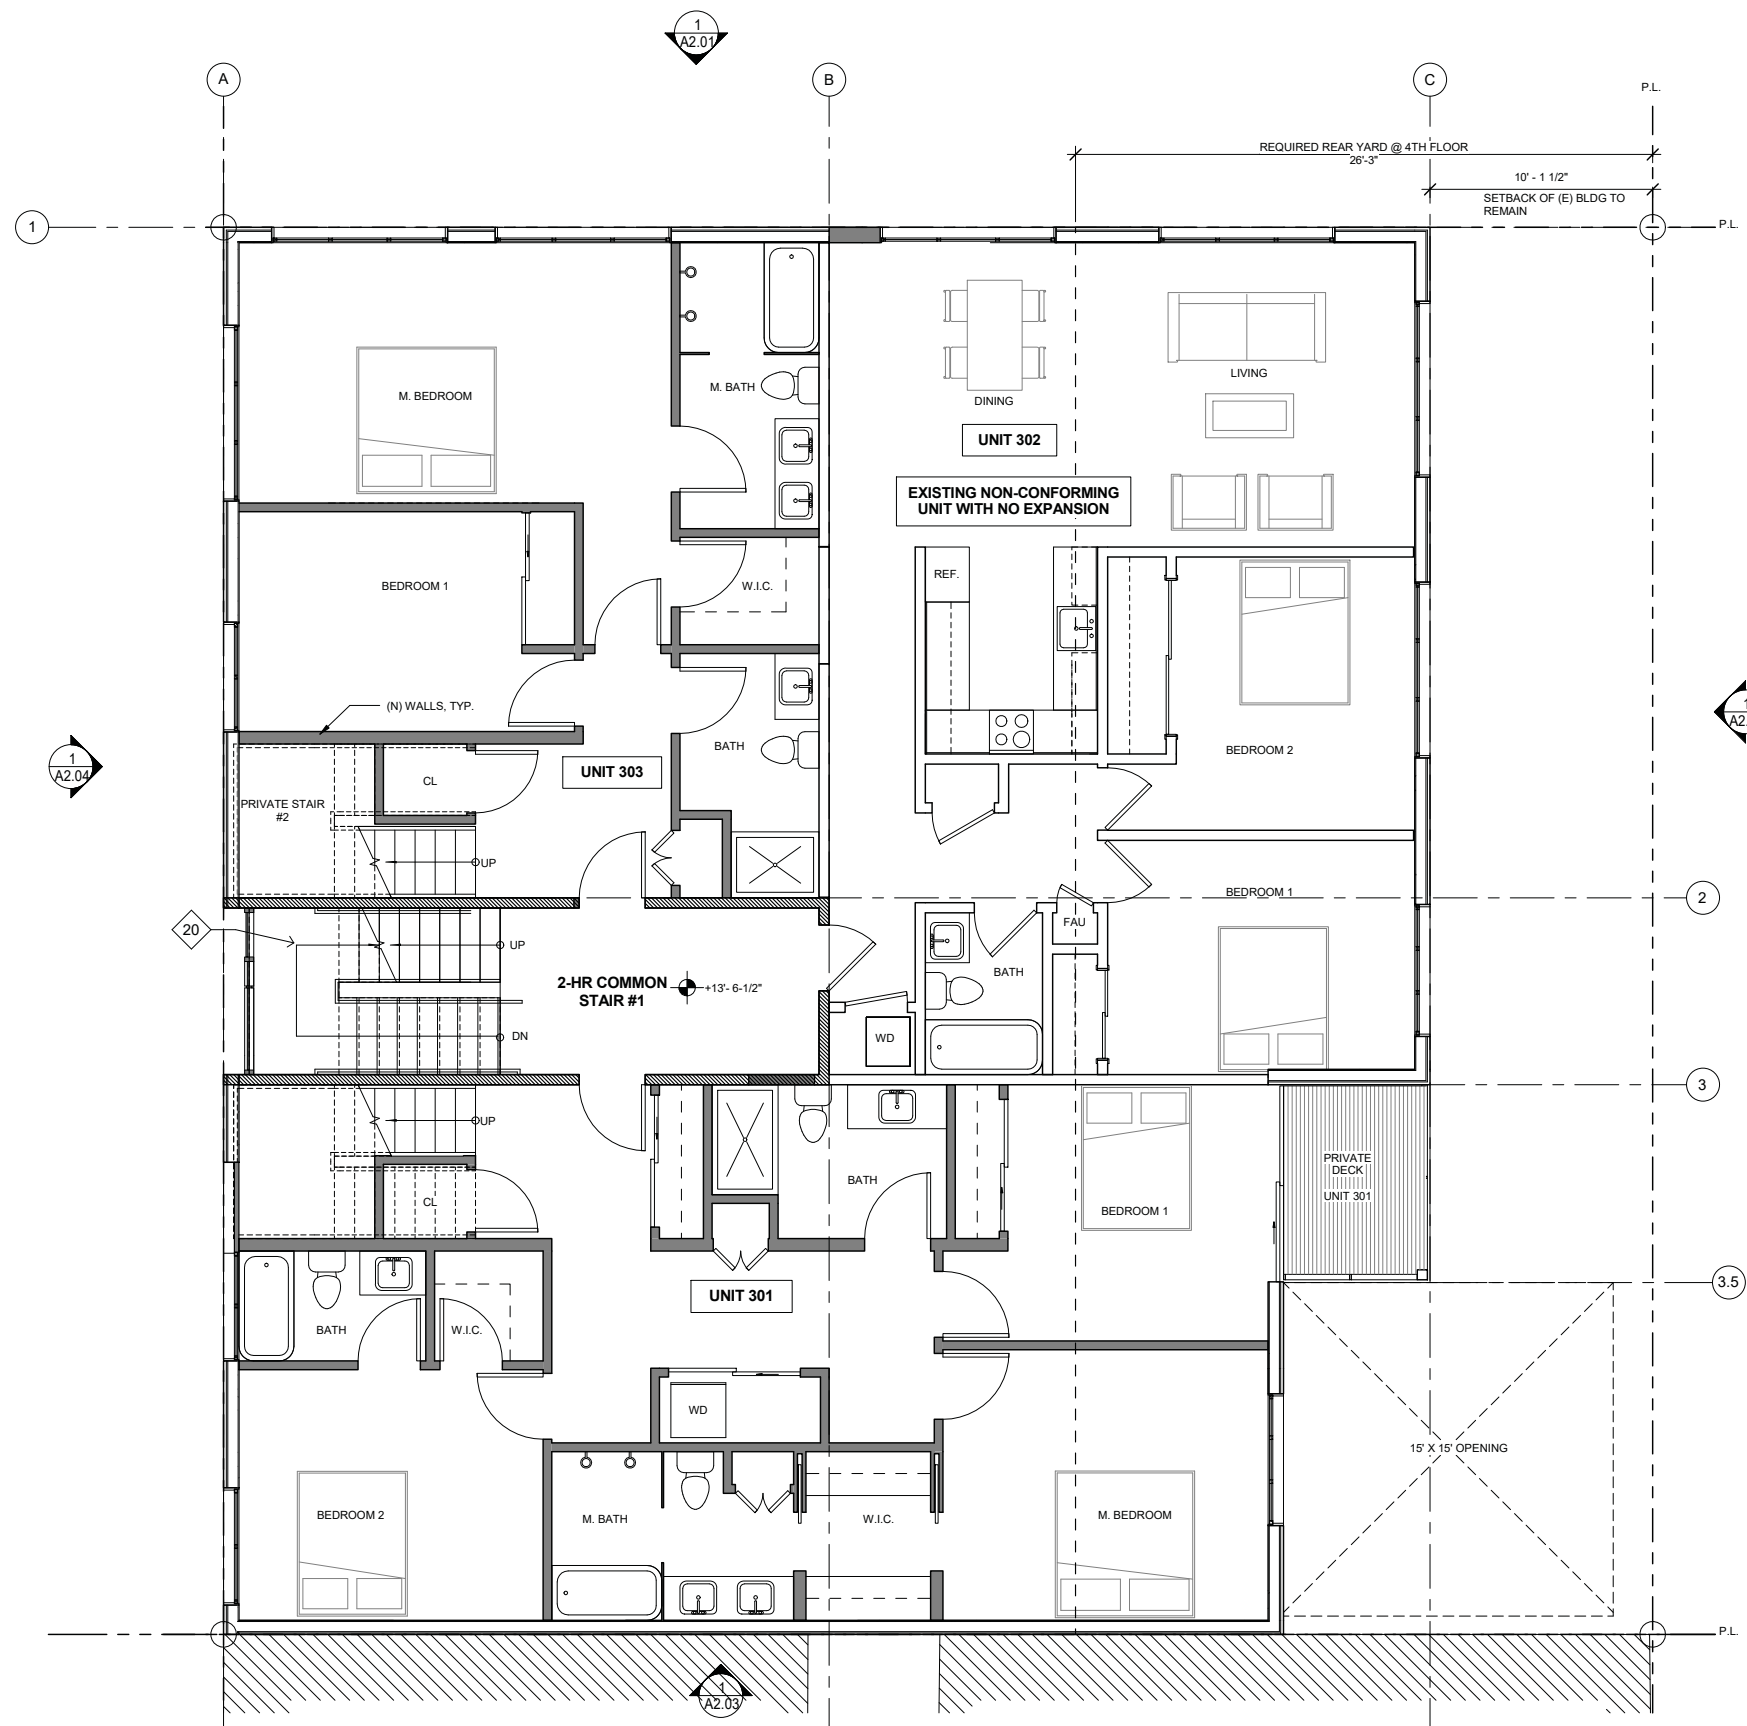 1
A2.01
A
B
C
P.L.
REQUIRED REAR YARD @ 4TH FLOOR
26'-3"
10' - 1 1/2"
SETBACK OF (E) BLDG TO
REMAIN
1
P.L.
M. BEDROOM
M. BATH
DINING
LIVING
UNIT 302
EXISTING NON-CONFORMING
UNIT WITH NO EXPANSION
BEDROOM 1
W.I.C.
REF.
(N) WALLS, TYP.
BATH
BEDROOM 2
1
A2.04
UNIT 303
CL
PRIVATE STAIR
#2
UP
BEDROOM 1
2
FAU
20
UP
BATH
2-HR COMMON
STAIR #1
+13'- 6-1/2"
DN
WD
3
UP
CL
BATH
BEDROOM 1
PRIVATE
DECK
UNIT 301
UNIT 301
3.5
BATH
W.I.C.
WD
15' X 15' OPENING
BEDROOM 2
M. BATH
W.I.C.
M. BEDROOM
P.L.
1
A2.03